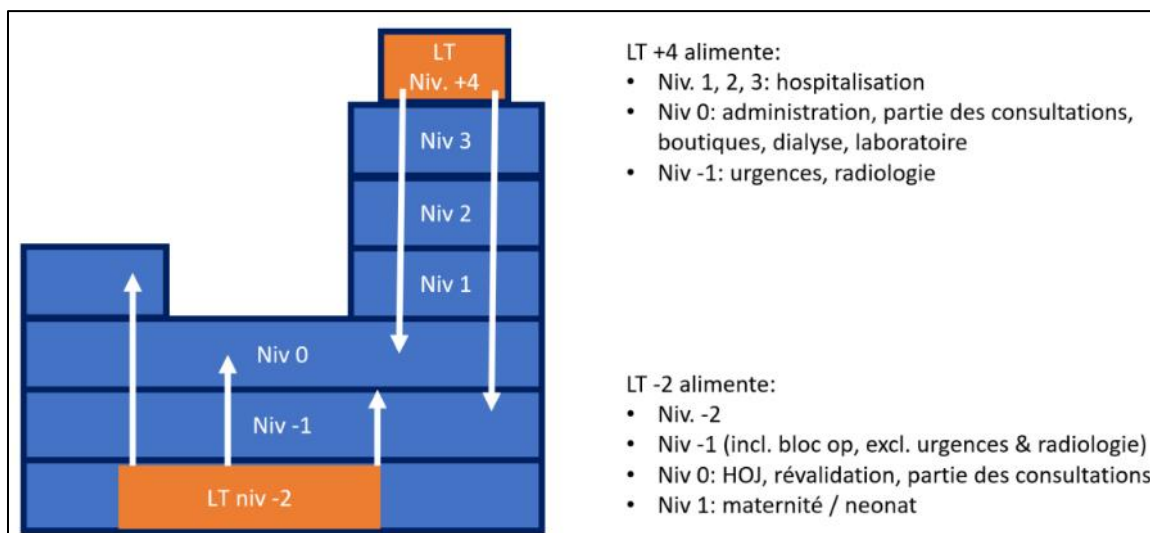 LT
Niv. +4
Niv 3
Niv 2
Niv 1
Niv 0
Niv -1
LT niv -2
LT +4 alimente:
• Niv. 1, 2, 3: hospitalisation
• Niv 0: administration, partie des consultations,
boutiques, dialyse, laboratoire
• Niv -1: urgences, radiologie
LT -2 alimente:
• Niv. -2
• Niv -1 (incl. bloc op, excl. urgences & radiologie)
• Niv 0: HOJ, révalidation, partie des consultations
• Niv 1: maternité / neonat